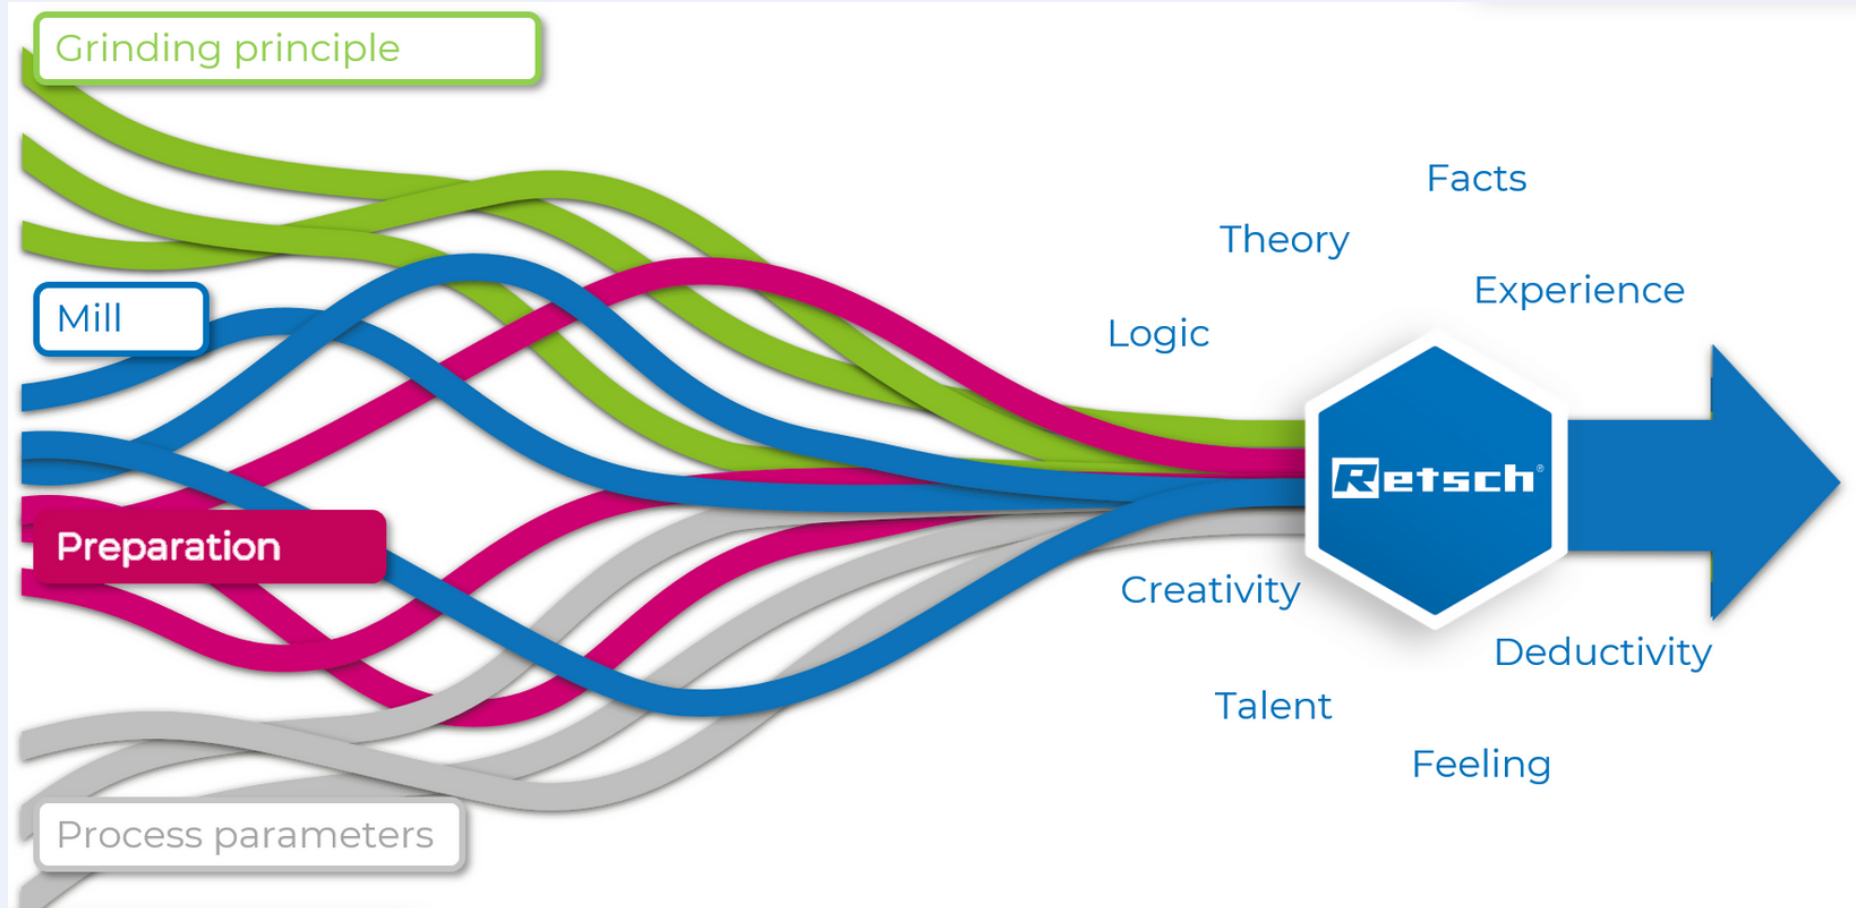 Grinding principle
Mill
Preparation
Process parameters
Facts
Theory
Experience
Logic
Retsch®
Creativity
Deductivity
Talent
Feeling